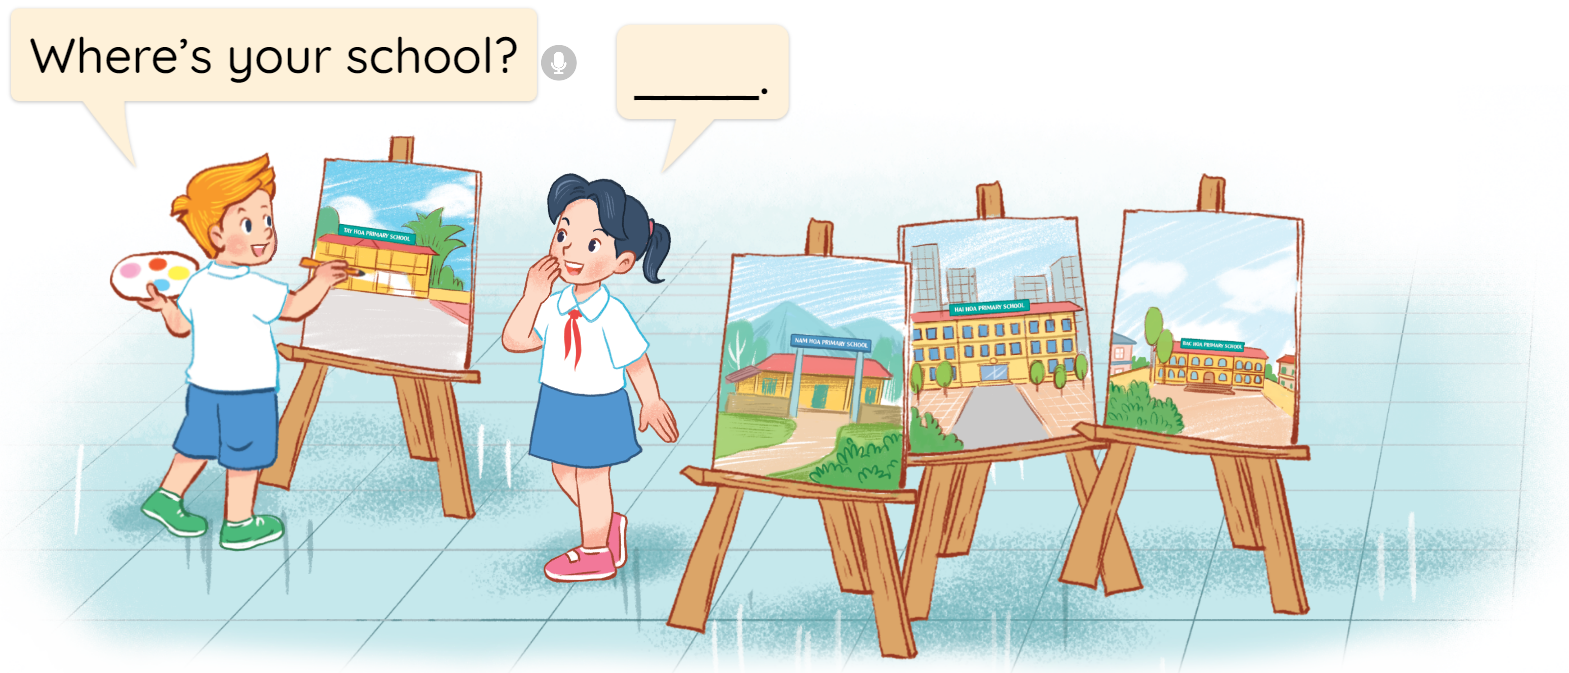 Where’s your school?
_____.
TAY HOA PRIMARY SCHOOL
NAM HOA PRIMARY SCHOOL
HAI HOA PRIMARY SCHOOL
BAC HOA PRIMARY SCHOOL